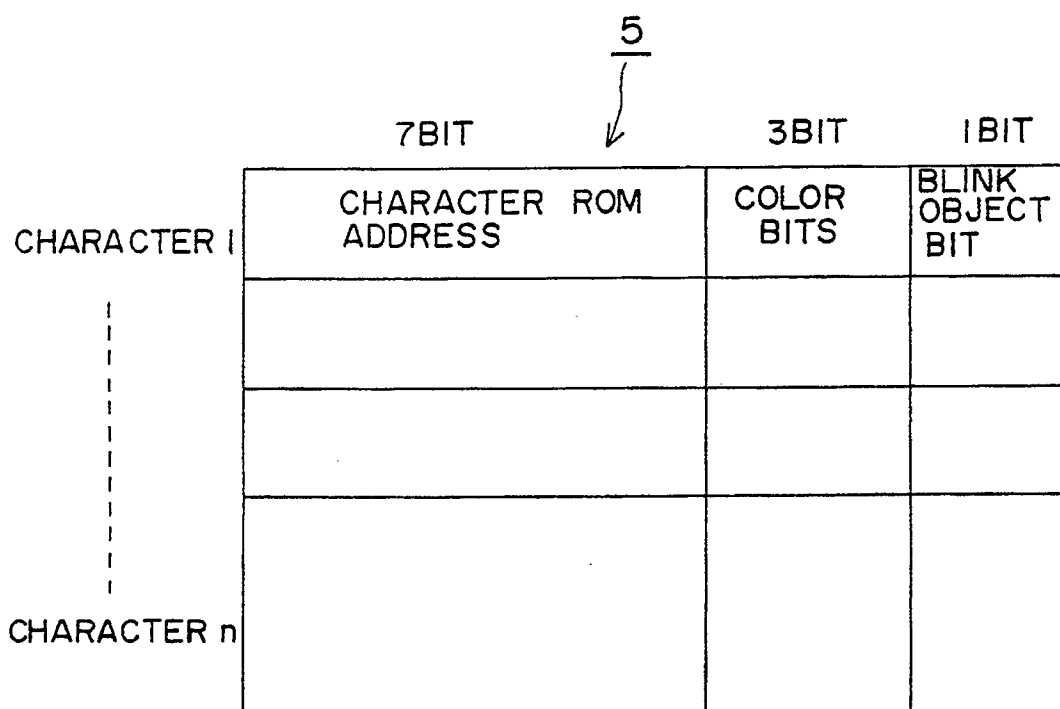 5
7BIT 3BIT 1BIT
CHARACTER ROM
ADDRESS
COLOR
BITS
BLINK
OBJECT
BIT
CHARACTER 1
CHARACTER n